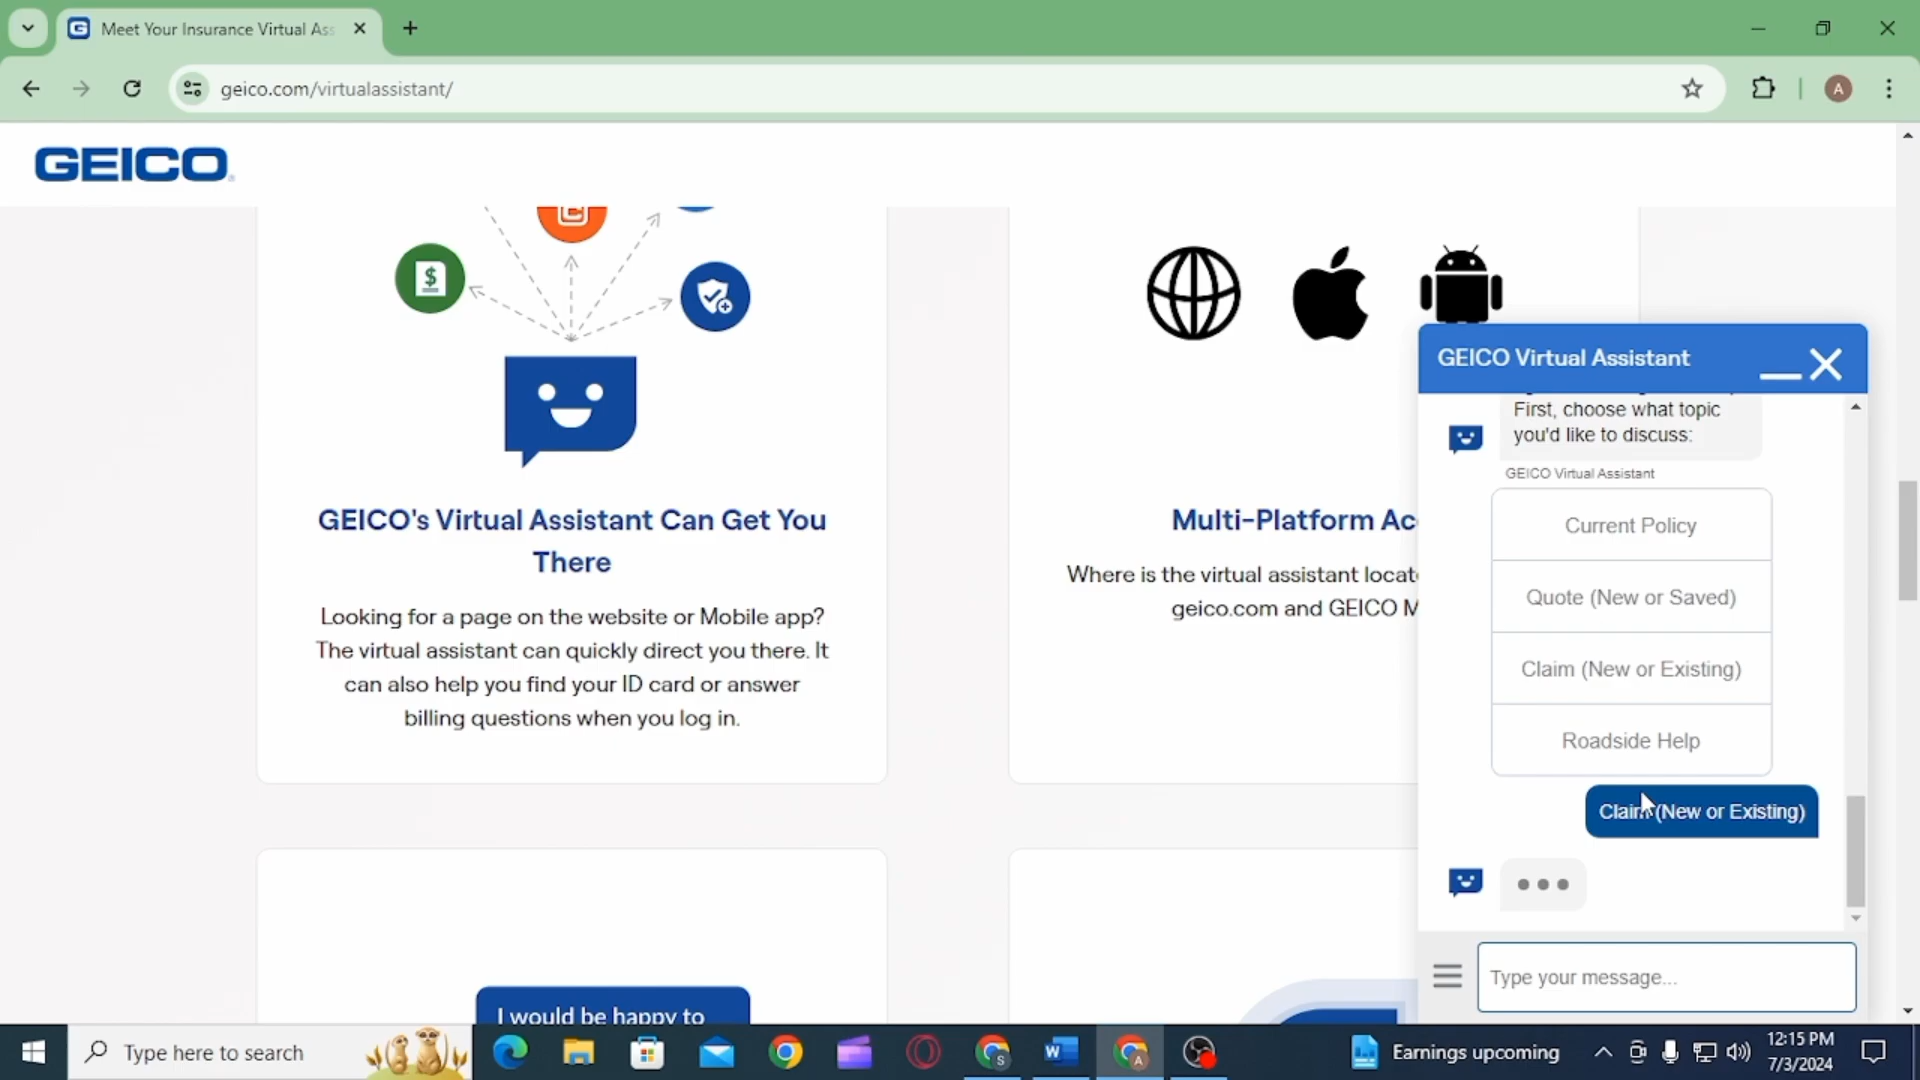 Meet Your Insurance Virtual Ass
geico.com/virtualassistant/
A
GEICO
$
GEICO's Virtual Assistant Can Get You
There
Looking for a page on the website or Mobile app?
The virtual assistant can quickly direct you there. It
can also help you find your ID card or answer
billing questions when you log in.
Multi-Platform Ac
Where is the virtual assistant locat
geico.com and GEICO M
I would be happy to
GEICO Virtual Assistant
First, choose what topic
you'd like to discuss:
GEICO Virtual Assistant
Current Policy
Quote (New or Saved)
Claim (New or Existing)
Roadside Help
Claim (New or Existing)
Type your message...
Type here to search
S
W
A
Earnings upcoming
12:15 PM
7/3/2024